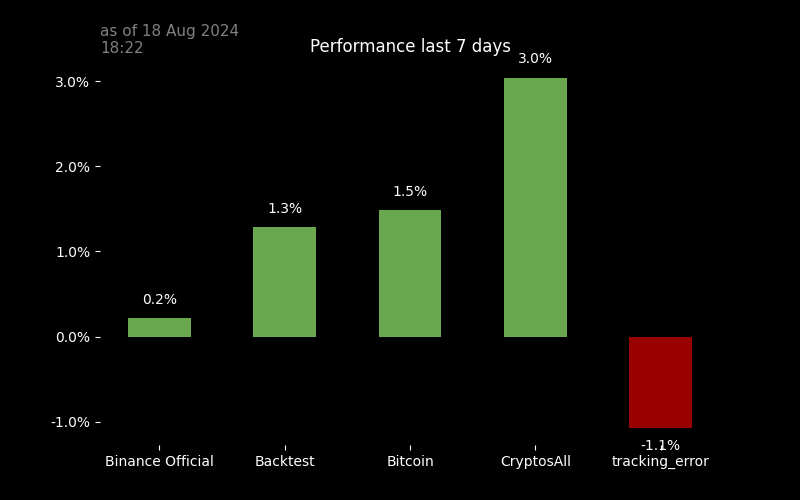 as of 18 Aug 2024
18:22
Performance last 7 days
3.0%
3.0%
2.0%
1.5%
1.3%
1.0%
0.2%
0.0%
-1.0%
-1.1%
Binance Official
Backtest
Bitcoin
CryptosAll
tracking_error